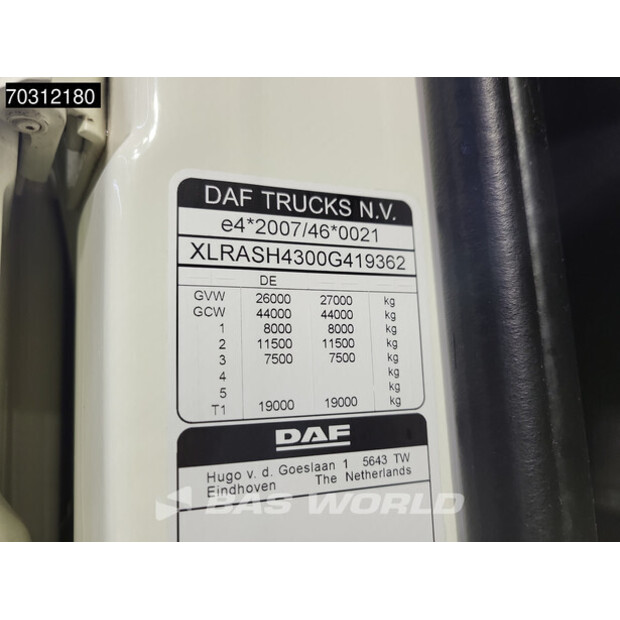 70312180
DAF TRUCKS N.V.
e4*2007/46*0021
XLRASH4300G419362
DE
GVW 26000 27000 kg
GCW 44000 44000 kg
1 8000 8000 kg
2 11500 11500 kg
3 7500 7500 kg
4 kg
5 kg
T1 19000 19000 kg
DAF
Hugo v. d. Goeslaan 1 5643 TW
Eindhoven The Netherlands
BAS WORLD